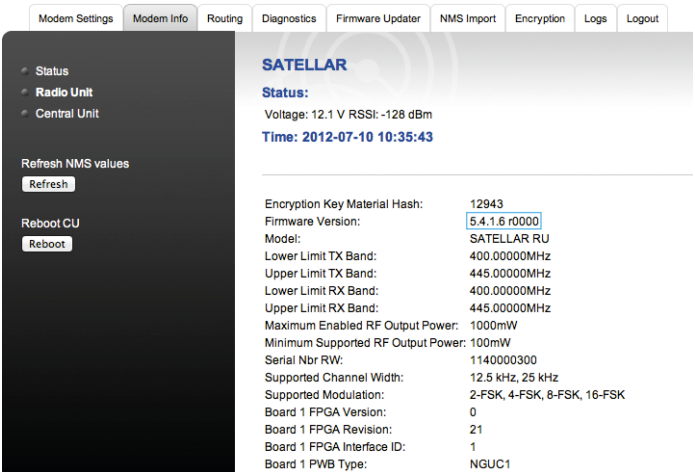 Modem Settings Modem Info Routing Diagnostics Firmware Updater NMS Import Encryption Logs Logout
Status
Radio Unit
Central Unit
Refresh NMS values
Refresh
Reboot CU
Reboot
SATELLAR
Status:
Voltage: 12.1 V RSSI: -128 dBm
Time: 2012-07-10 10:35:43
Encryption Key Material Hash: 12943
Firmware Version: 5.4.1.6 r0000
Model: SATELLAR RU
Lower Limit TX Band: 400.00000MHz
Upper Limit TX Band: 445.00000MHz
Lower Limit RX Band: 400.00000MHz
Upper Limit RX Band: 445.00000MHz
Maximum Enabled RF Output Power: 1000mW
Minimum Supported RF Output Power: 100mW
Serial Nbr RW: 1140000300
Supported Channel Width: 12.5 kHz, 25 kHz
Supported Modulation: 2-FSK, 4-FSK, 8-FSK, 16-FSK
Board 1 FPGA Version: 0
Board 1 FPGA Revision: 21
Board 1 FPGA Interface ID: 1
Board 1 PWB Type: NGUC1